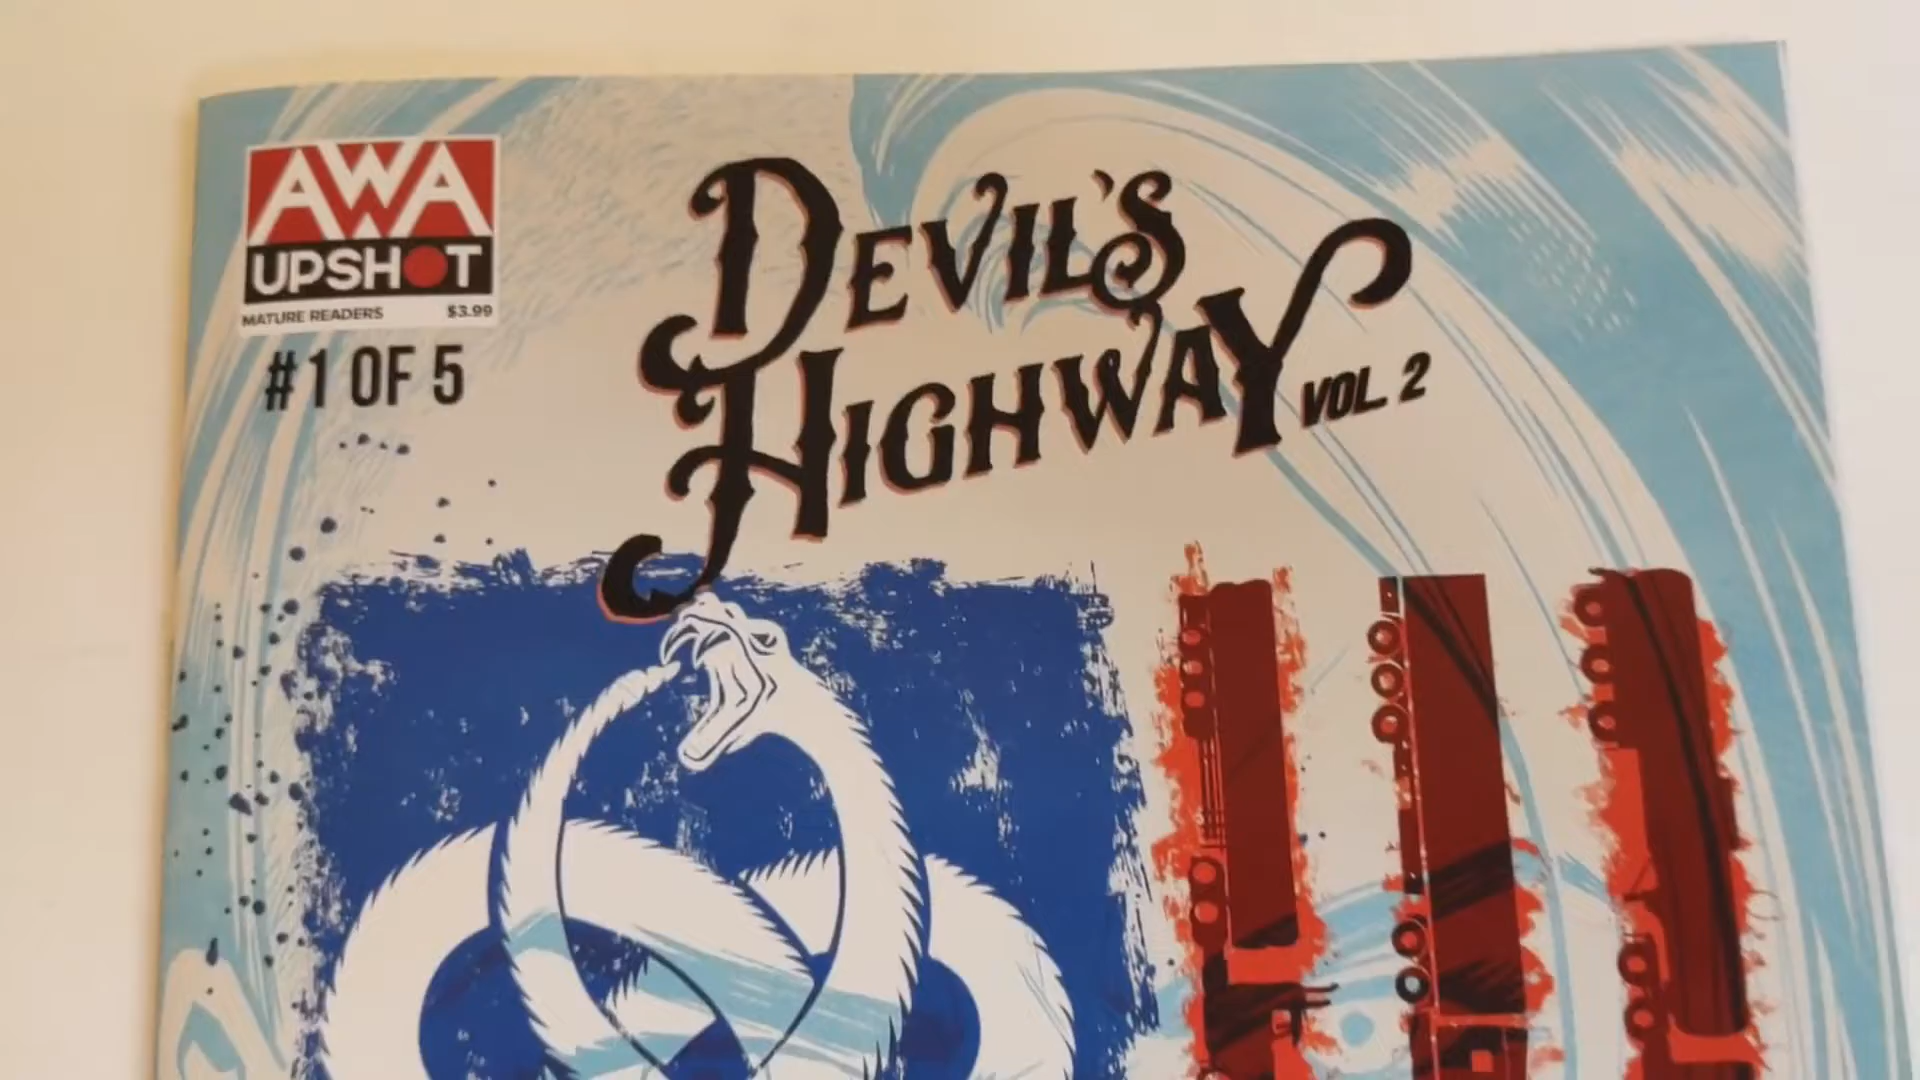 AWA
UPSHOT
MATURE READERS $3.99
#1 OF 5
DEVIL'S
HIGHWAY VOL. 2